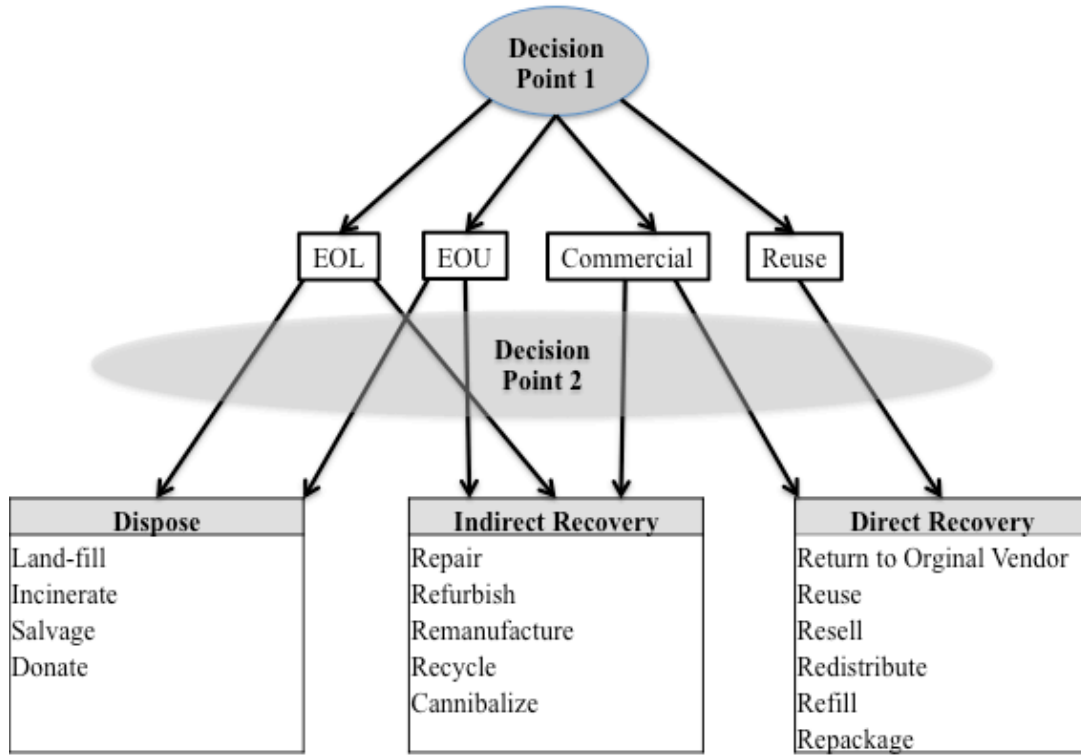 Decision
Point 1
EOL
EOU
Commercial
Reuse
Decision
Point 2
Dispose
Land-fill
Incinerate
Salvage
Donate
Indirect Recovery
Repair
Refurbish
Remanufacture
Recycle
Cannibalize
Direct Recovery
Return to Orginal Vendor
Reuse
Resell
Redistribute
Refill
Repackage